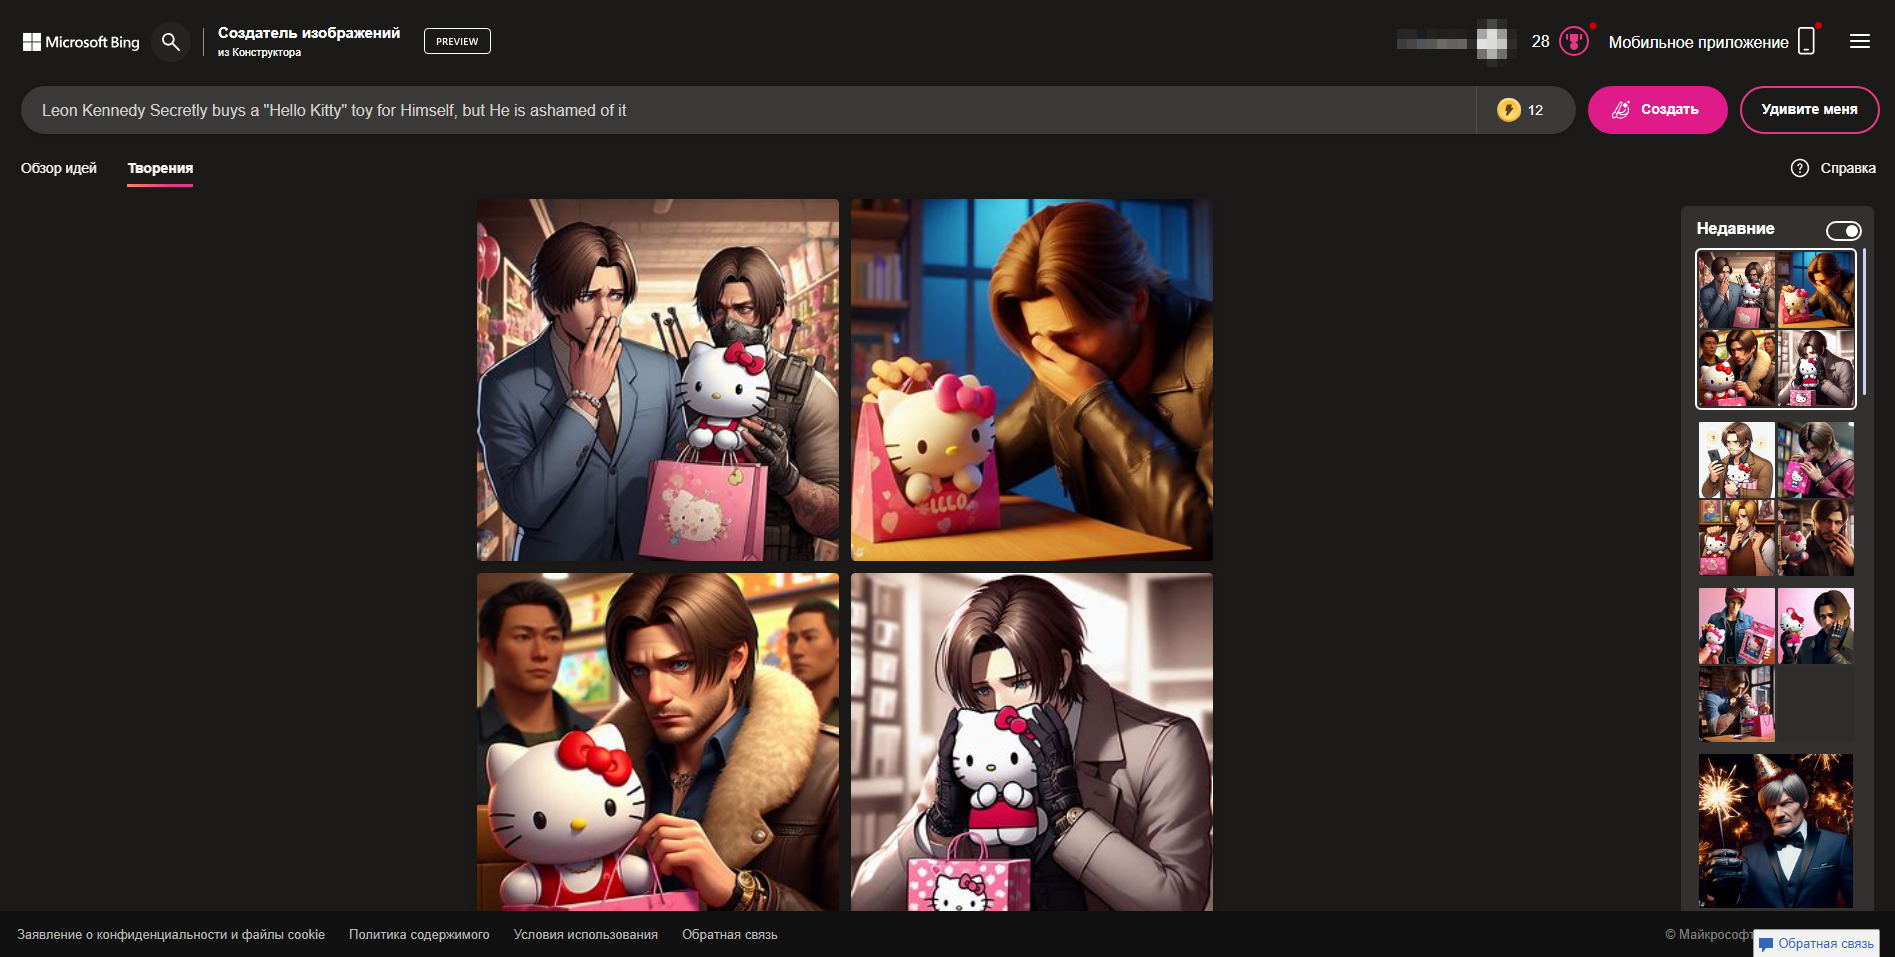 Microsoft Bing
Создатель изображений
из Конструктора
PREVIEW
28
Мобильное приложение
Leon Kennedy Secretly buys a "Hello Kitty" toy for Himself, but He is ashamed of it
12
Создать
Удивите меня
Обзор идей
Творения
Справка
Недавние
Заявление о конфиденциальности и файлы cookie
Политика содержимого
Условия использования
Обратная связь
© Майкрософт
Обратная связь